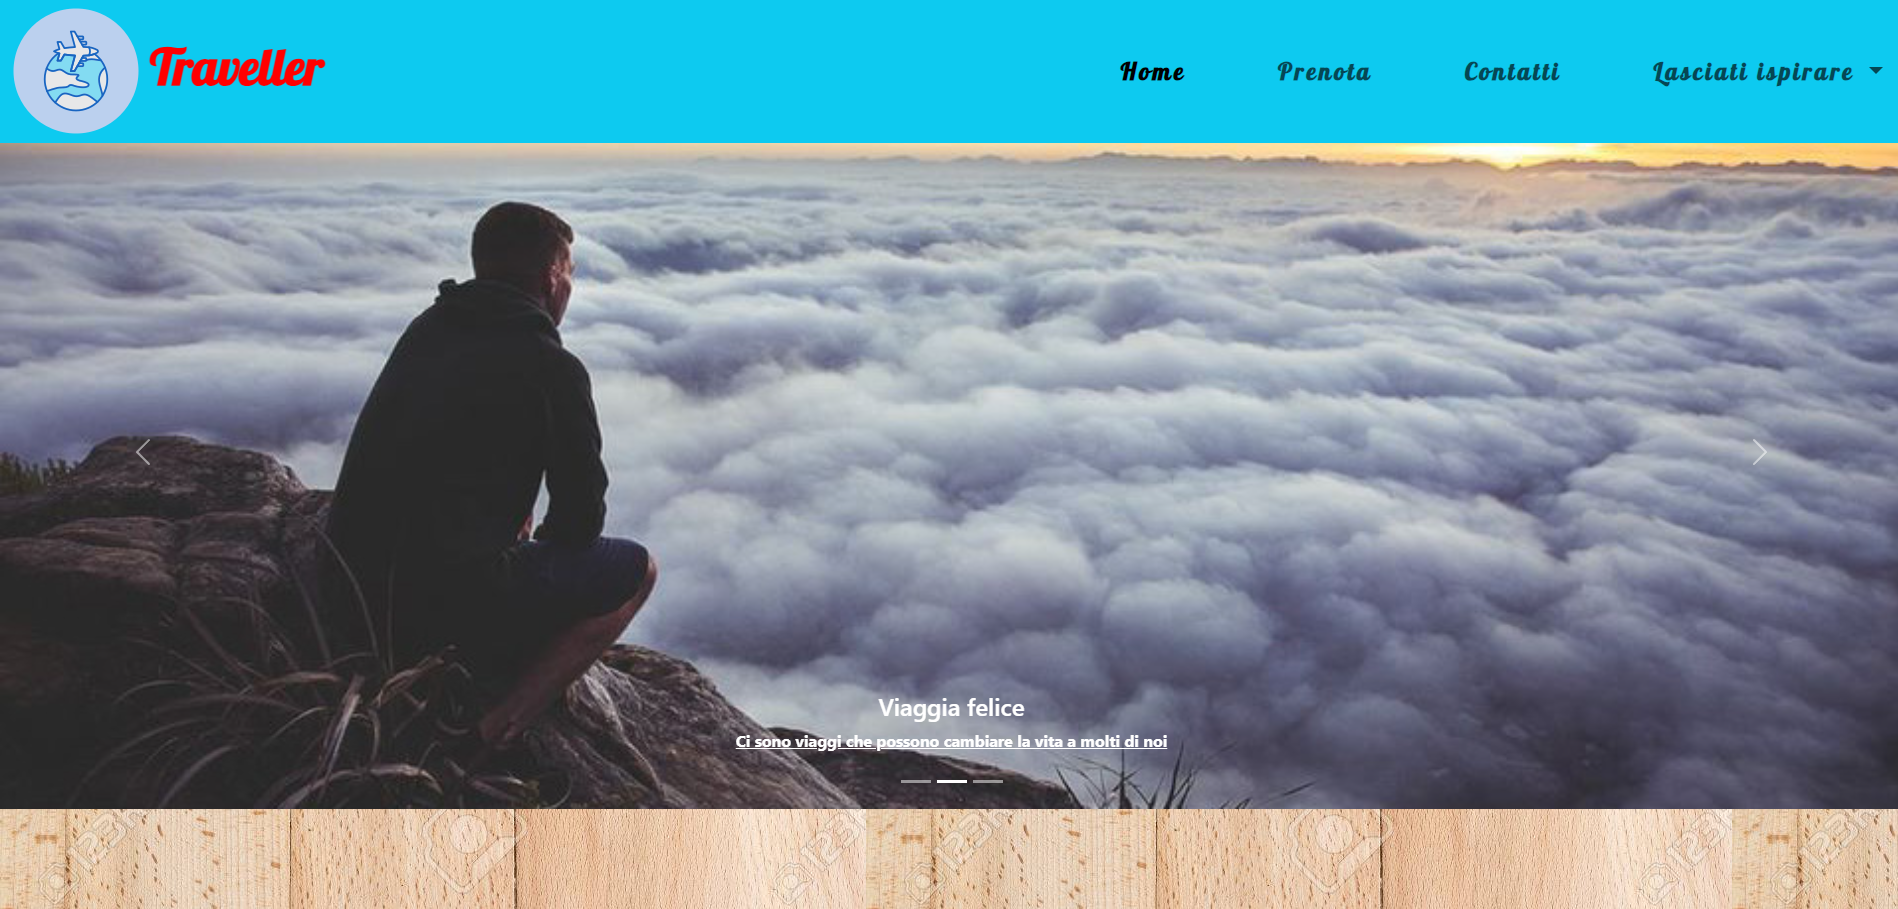 Traveller
Home Prenota Contatti Lasciati ispirare
Viaggia felice
Ci sono viaggi che possono cambiare la vita a molti di noi